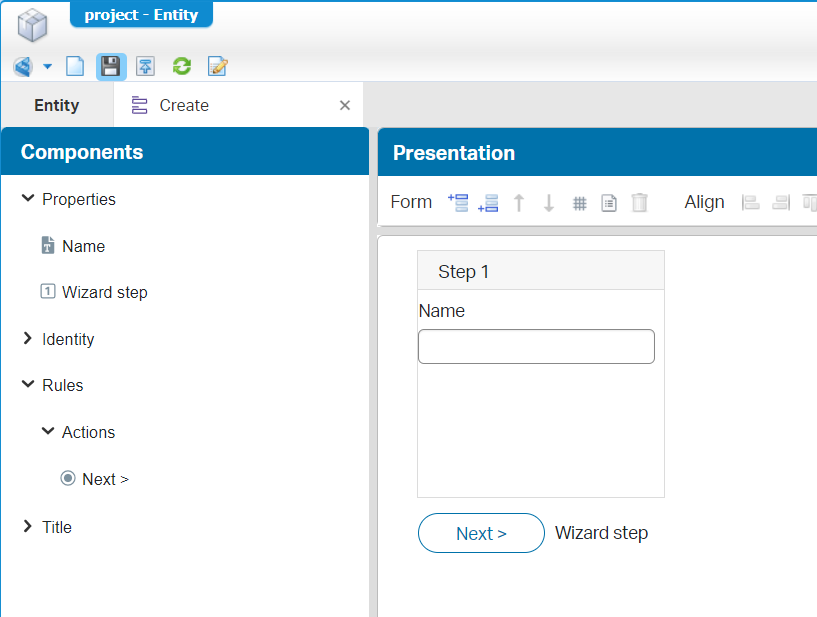 project - Entity
Entity
Create
Components
Properties
Name
1 Wizard step
Identity
Rules
Actions
Next >
Title
Presentation
Form
Align
Step 1
Name
Next > Wizard step